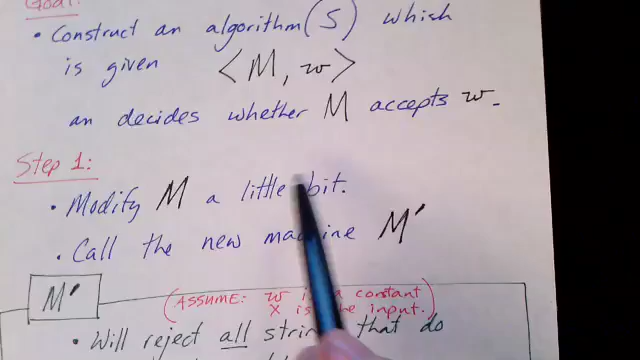 Goal:
• Construct an algorithm (S) which
is given <M, w>
an decides whether M accepts w.
Step 1:
• Modify M a little bit.
• Call the new machine M'
M'
(ASSUME: w is a constant
X is the input.)
• Will reject all strings that do